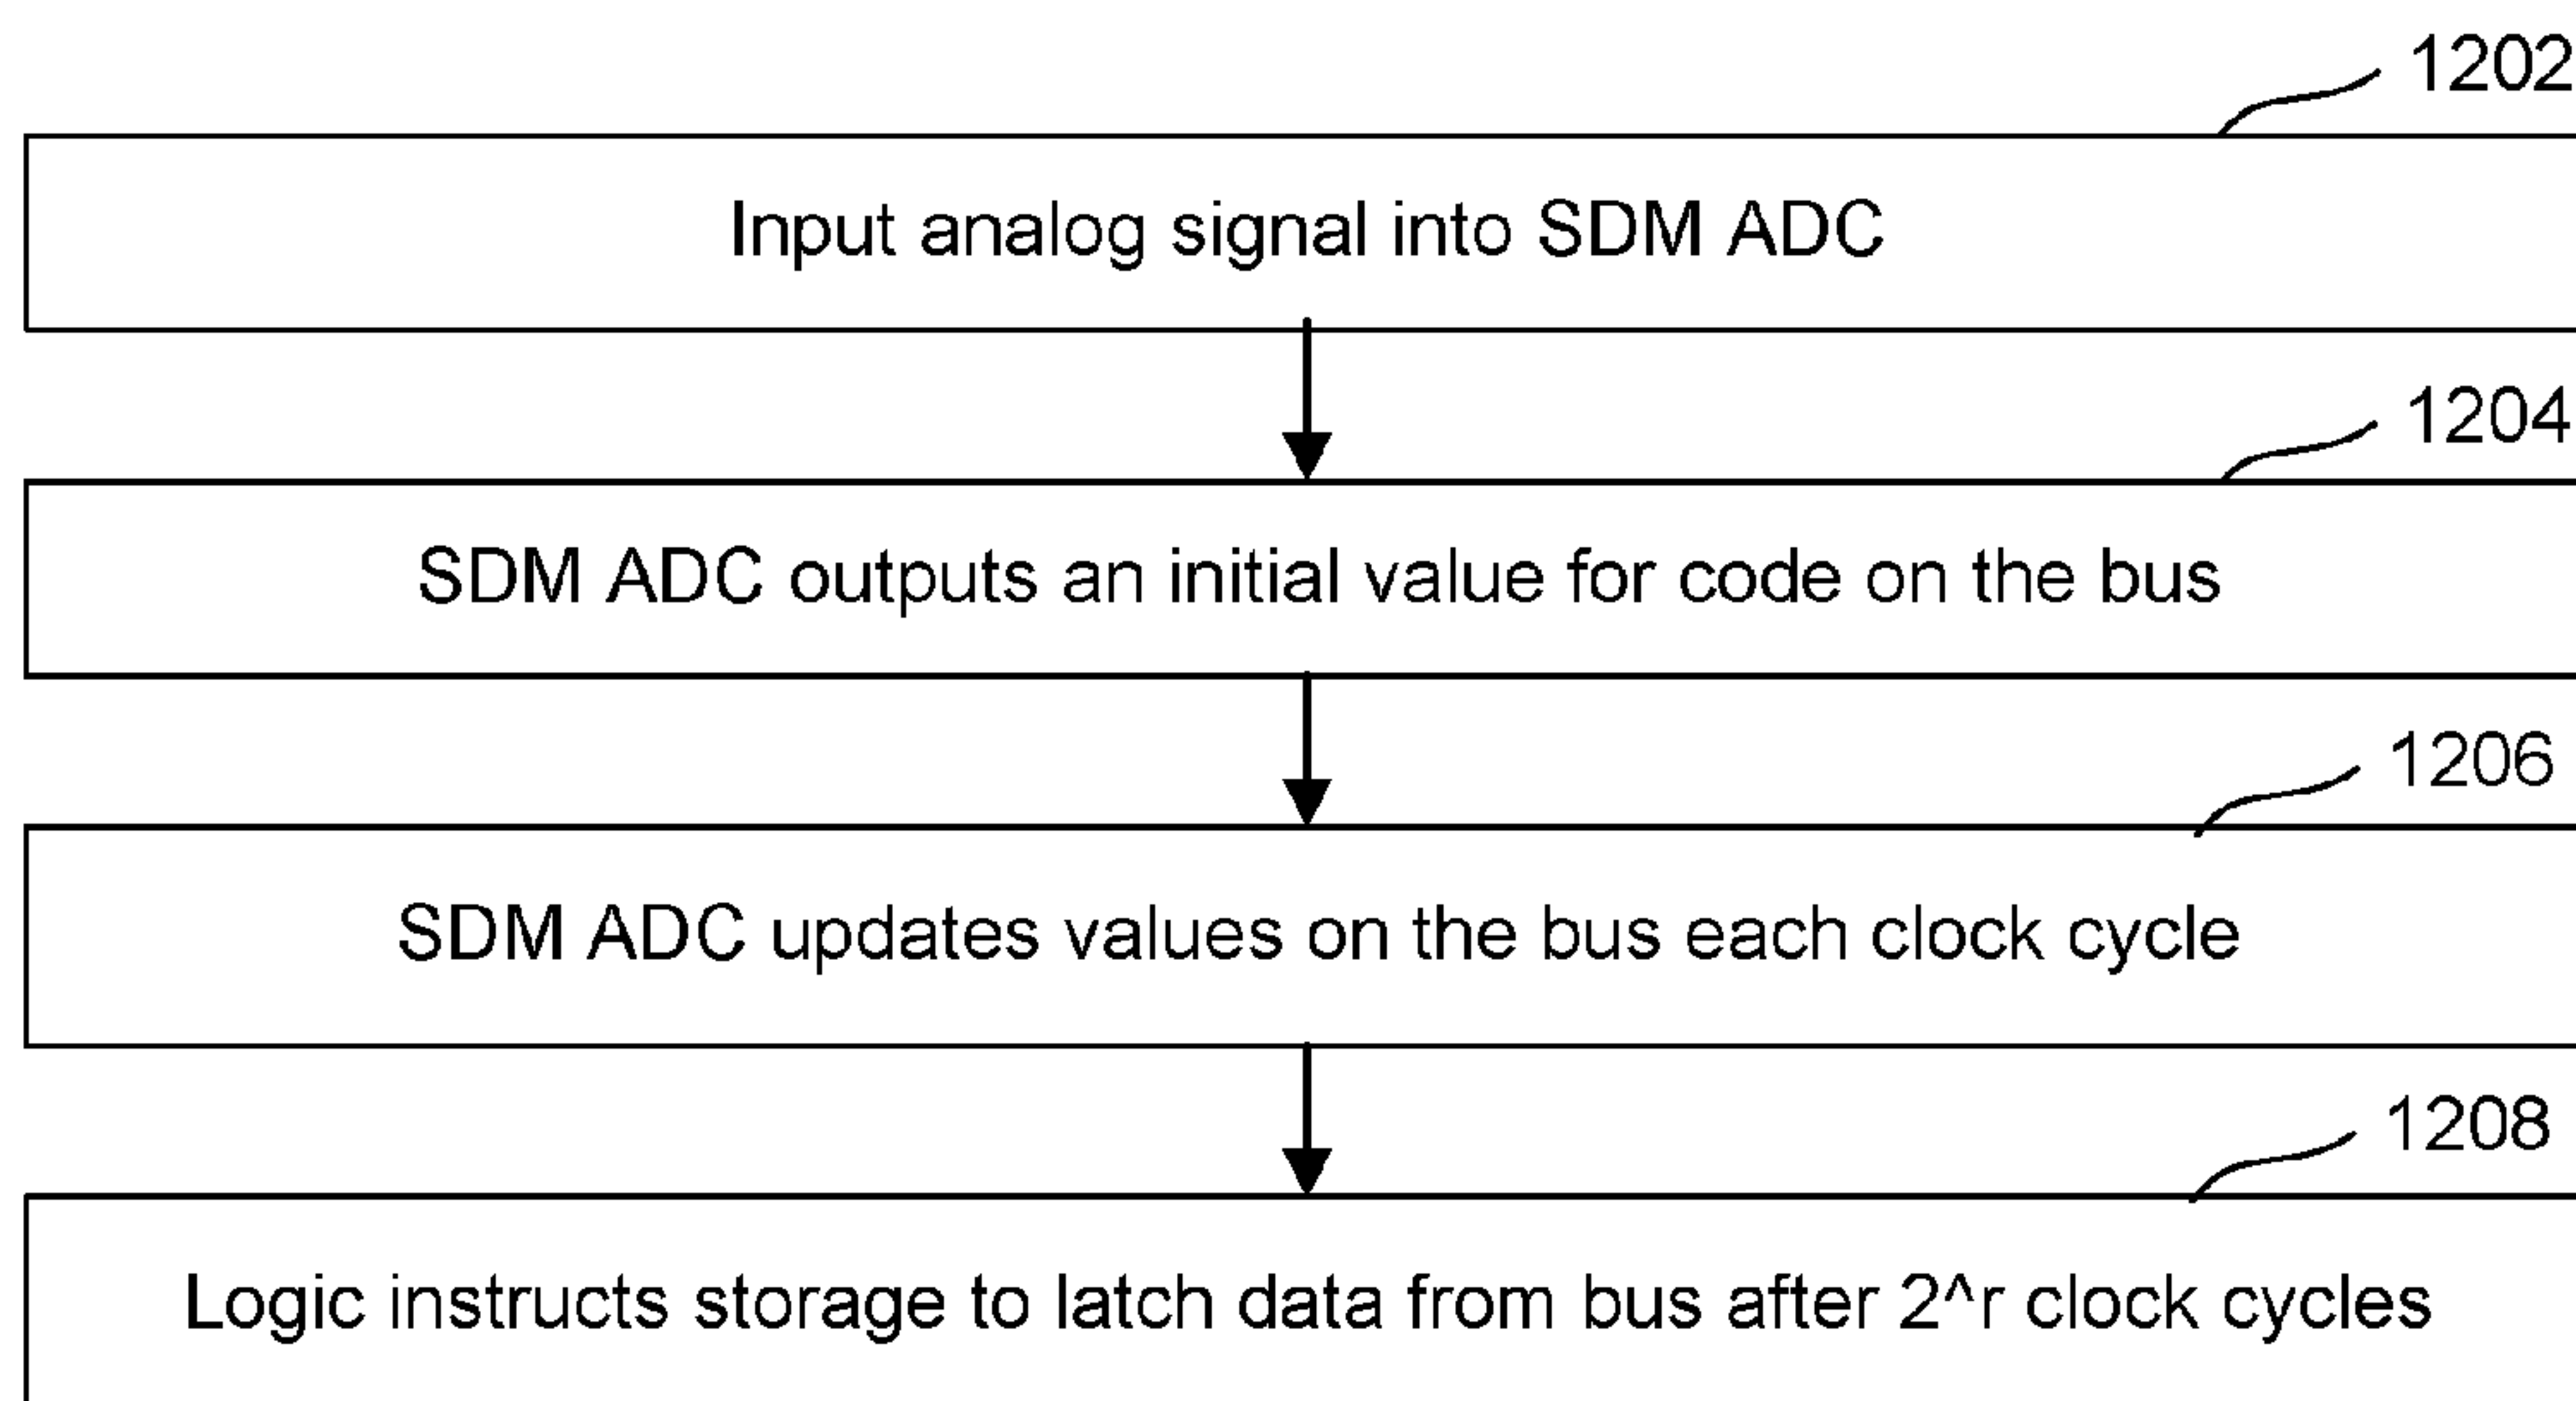 1202
Input analog signal into SDM ADC
1204
SDM ADC outputs an initial value for code on the bus
1206
SDM ADC updates values on the bus each clock cycle
1208
Logic instructs storage to latch data from bus after 2^r clock cycles